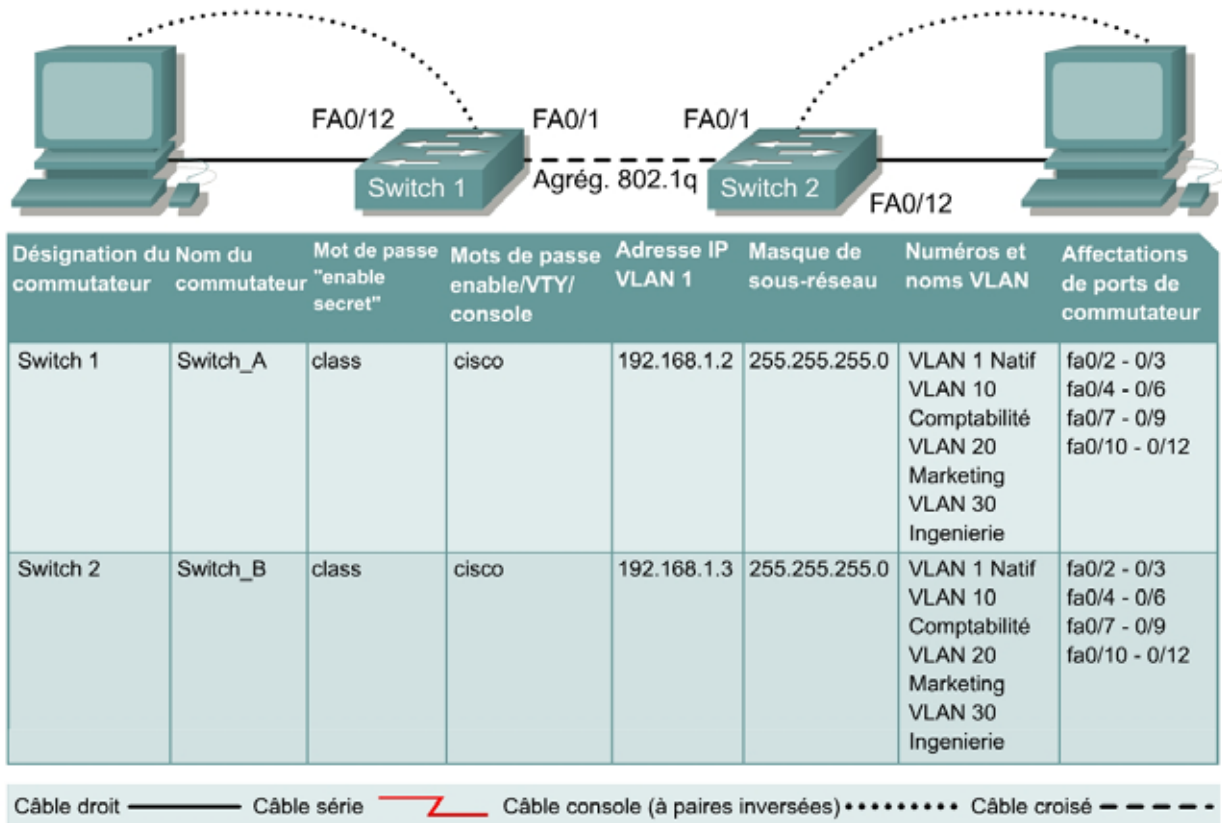 FA0/12
FA0/1
FA0/1
Switch 1
Agrég. 802.1q
Switch 2
FA0/12
Désignation du
commutateur
Nom du
commutateur
Mot de passe
"enable
secret"
Mots de passe
enable/VTY/
console
Adresse IP
VLAN 1
Masque de
sous-réseau
Numéros et
noms VLAN
Affectations
de ports de
commutateur
Switch 1
Switch_A
class
cisco
192.168.1.2
255.255.255.0
VLAN 1 Natif
VLAN 10
Comptabilité
VLAN 20
Marketing
VLAN 30
Ingenierie
fa0/2 - 0/3
fa0/4 - 0/6
fa0/7 - 0/9
fa0/10 - 0/12
Switch 2
Switch_B
class
cisco
192.168.1.3
255.255.255.0
VLAN 1 Natif
VLAN 10
Comptabilité
VLAN 20
Marketing
VLAN 30
Ingenierie
fa0/2 - 0/3
fa0/4 - 0/6
fa0/7 - 0/9
fa0/10 - 0/12
Câble droit
Câble série
Câble console (à paires inversées)
Câble croisé